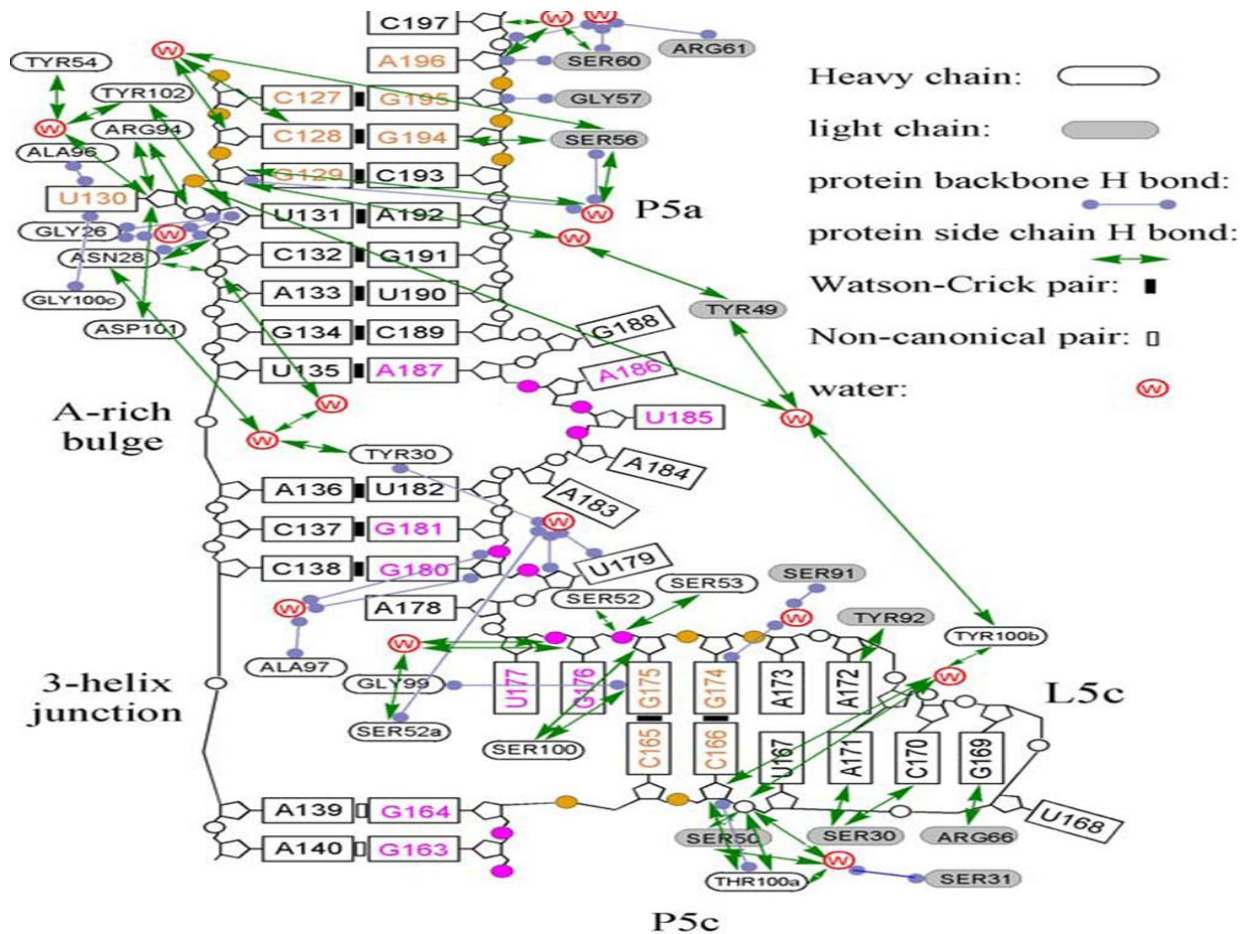 C197 W W
ARG61
A196 SER60
TYR54 W
TYR102 C127 G195 GLY57
W ARG94 C128 G194 SER56
ALA96 G129 C193
U130 W P5a
GLY26 W U131 A192 W
ASN28 C132 G191
GLY100c A133 U190 TYR49
ASP101 G134 C189 G188
U135 A187 A186
A-rich W U185 W
bulge W
TYR30 A184
A136 U182 A183
C137 G181 W
C138 G180 U179 SER91
W A178 SER52 SER53 W
W TYR92
ALA97 TYR100b
3-helix GLY99 U177 G176 G175 G174 A173 A172 W L5c
junction
SER52a SER100 C165 C166 U167 A171 C170 G169
A139 G164 U168
SER50 SER30 ARG66
A140 G163 W
THR100a SER31
P5c
Heavy chain:
light chain:
protein backbone H bond:
protein side chain H bond:
Watson-Crick pair:
Non-canonical pair:
water: W